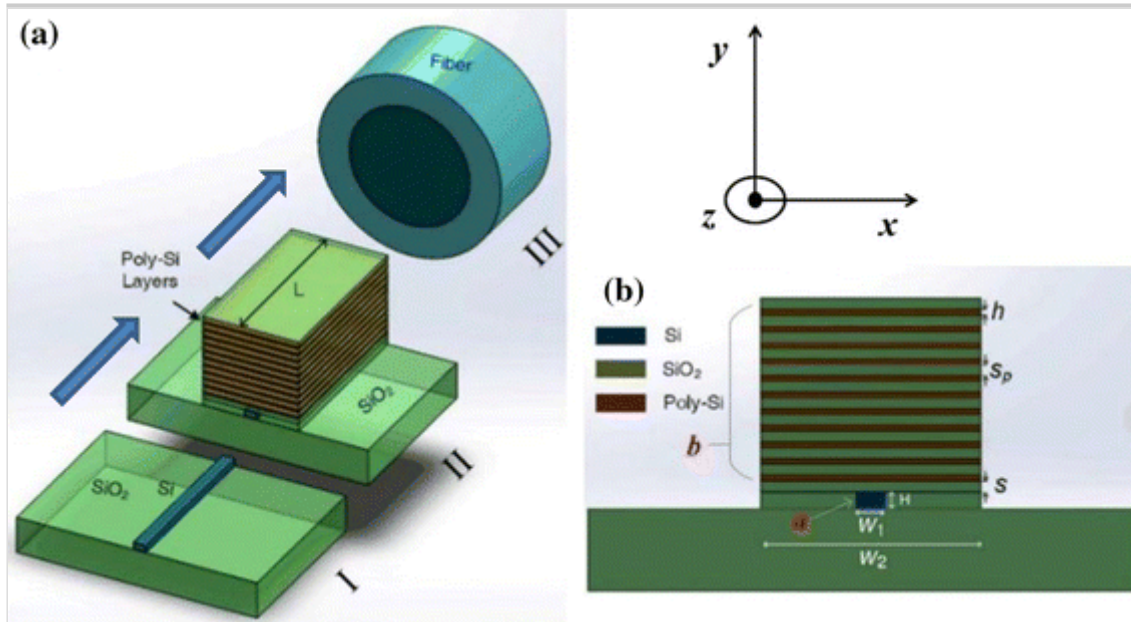 (a)
Fiber
III
Poly-Si
Layers
L
SiO₂
II
SiO₂
Si
I
y
z
x
(b)
Si
SiO₂
Poly-Si
b
h
sₚ
s
H
a
W₁
W₂